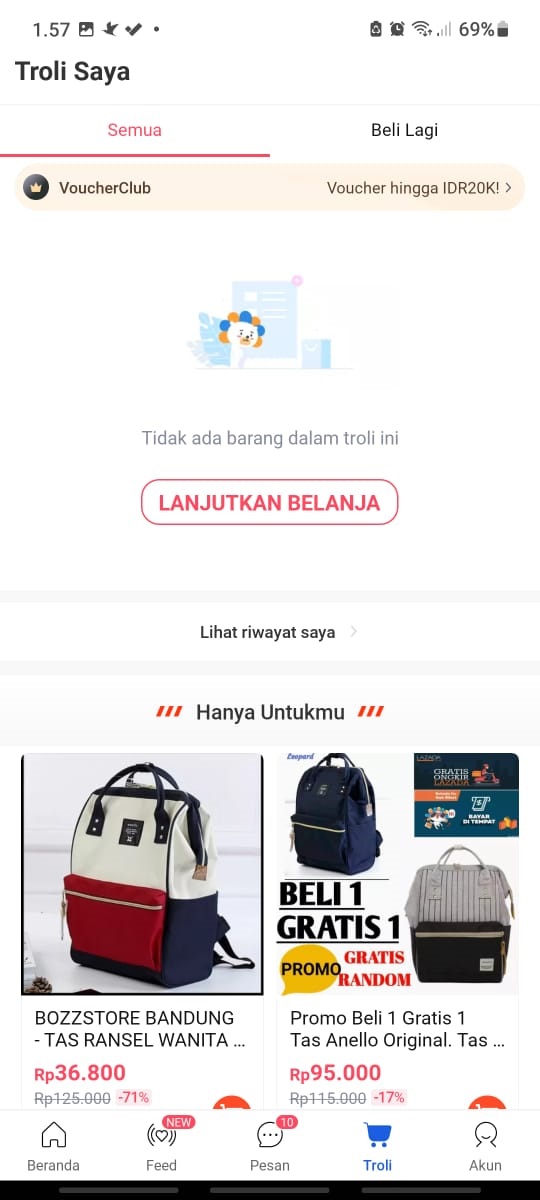 1.57
69%
Troli Saya
Semua
Beli Lagi
VoucherClub
Voucher hingga IDR20K!
Tidak ada barang dalam troli ini
LANJUTKAN BELANJA
Lihat riwayat saya
Hanya Untukmu
Leopard
LAZADA
GRATIS
ONGKIR
LAZADA
BAYAR
DI TEMPAT
BELI 1
GRATIS 1
PROMO
GRATIS
RANDOM
BOZZSTORE BANDUNG
- TAS RANSEL WANITA ...
Rp36.800
Rp125.000 -71%
Promo Beli 1 Gratis 1
Tas Anello Original. Tas ...
Rp95.000
Rp115.000 -17%
NEW
10
Beranda
Feed
Pesan
Troli
Akun